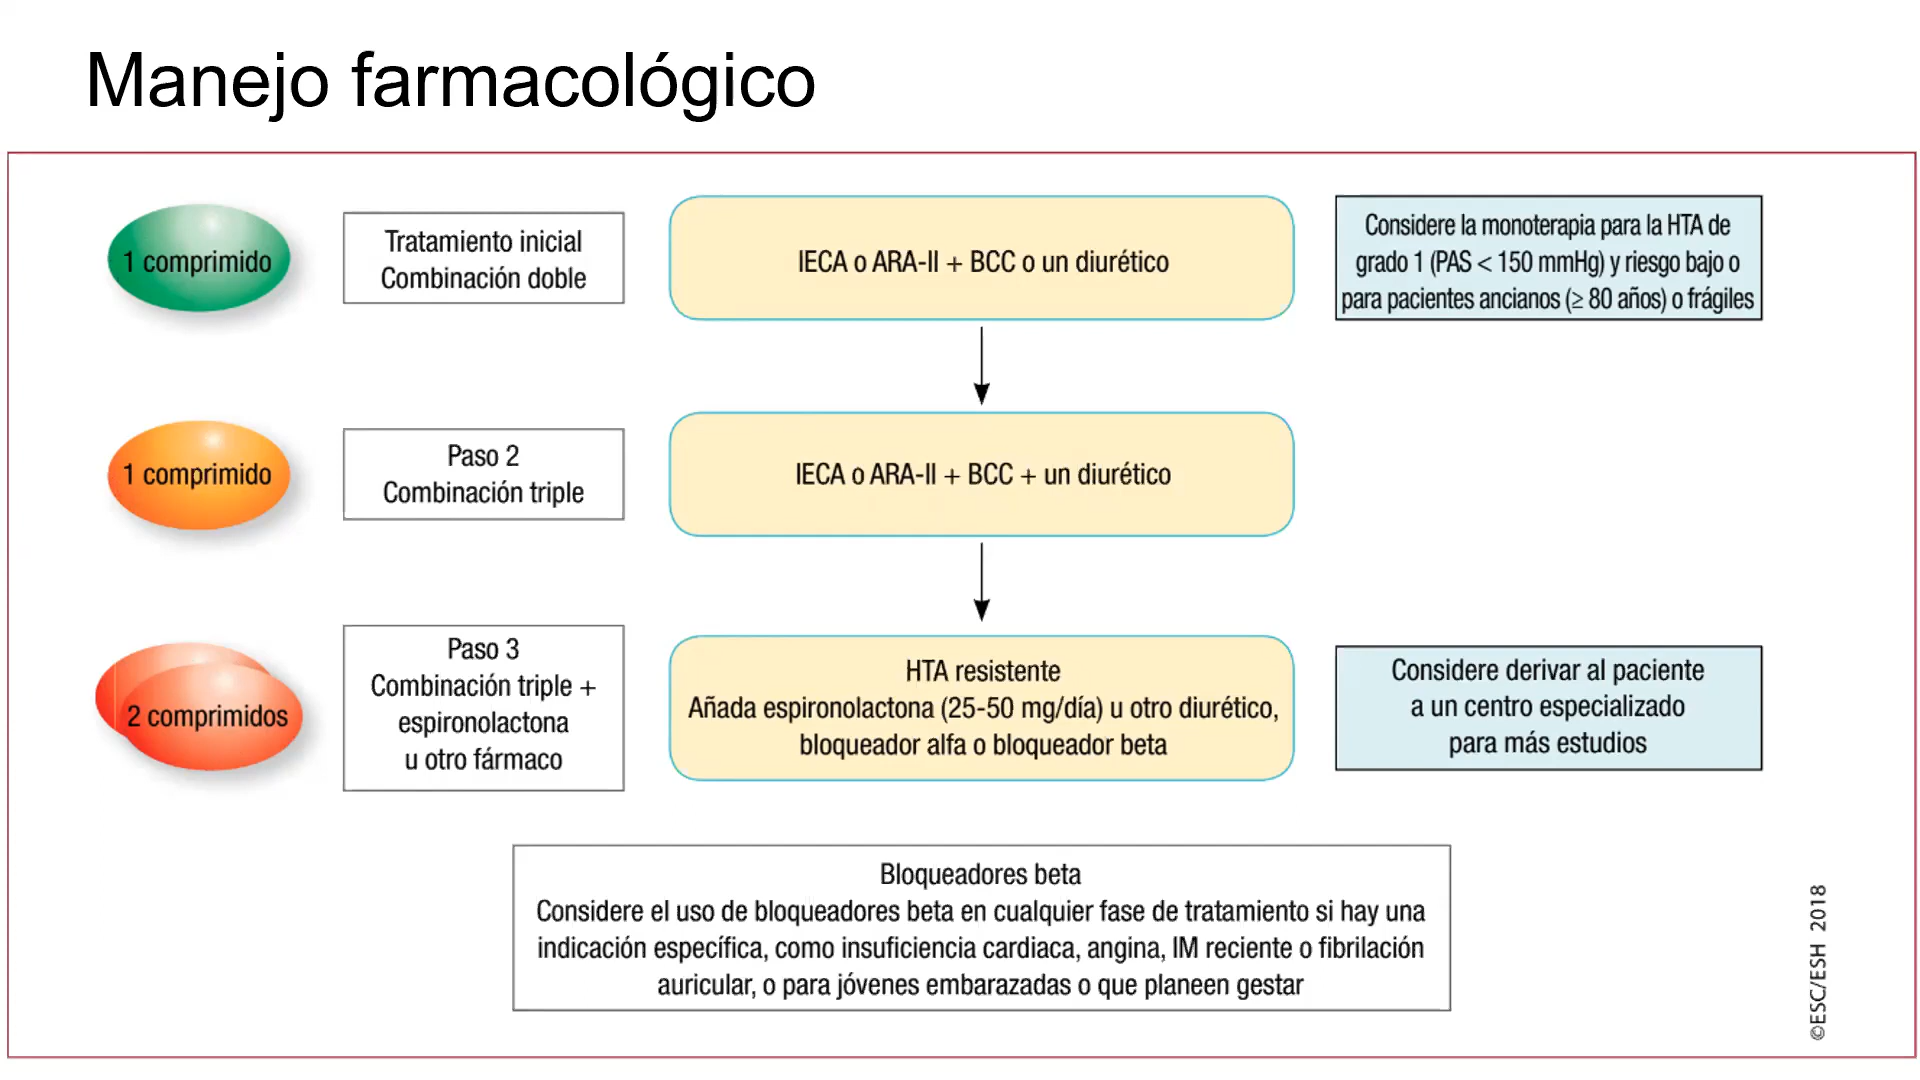 Manejo farmacológico
1 comprimido
Tratamiento inicial
Combinación doble
IECA o ARA-II + BCC o un diurético
Considere la monoterapia para la HTA de
grado 1 (PAS < 150 mmHg) y riesgo bajo o
para pacientes ancianos (≥ 80 años) o frágiles
1 comprimido
Paso 2
Combinación triple
IECA o ARA-II + BCC + un diurético
2 comprimidos
Paso 3
Combinación triple +
espironolactona
u otro fármaco
HTA resistente
Añada espironolactona (25-50 mg/día) u otro diurético,
bloqueador alfa o bloqueador beta
Considere derivar al paciente
a un centro especializado
para más estudios
Bloqueadores beta
Considere el uso de bloqueadores beta en cualquier fase de tratamiento si hay una
indicación específica, como insuficiencia cardiaca, angina, IM reciente o fibrilación
auricular, o para jóvenes embarazadas o que planeen gestar
©ESC/ESH 2018